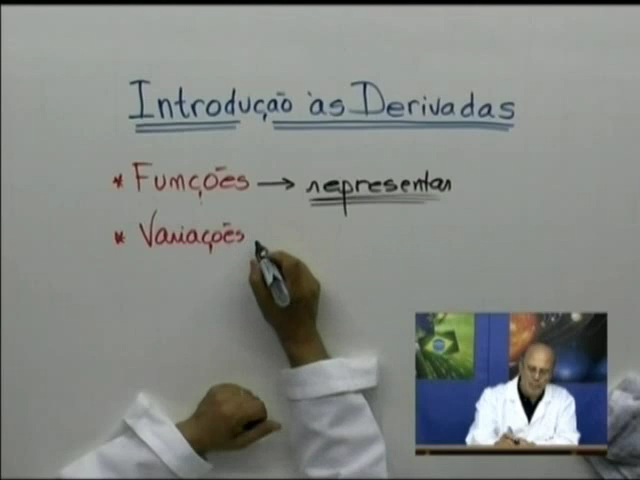 Introdução às Derivadas
* Funções → representar
* Variações